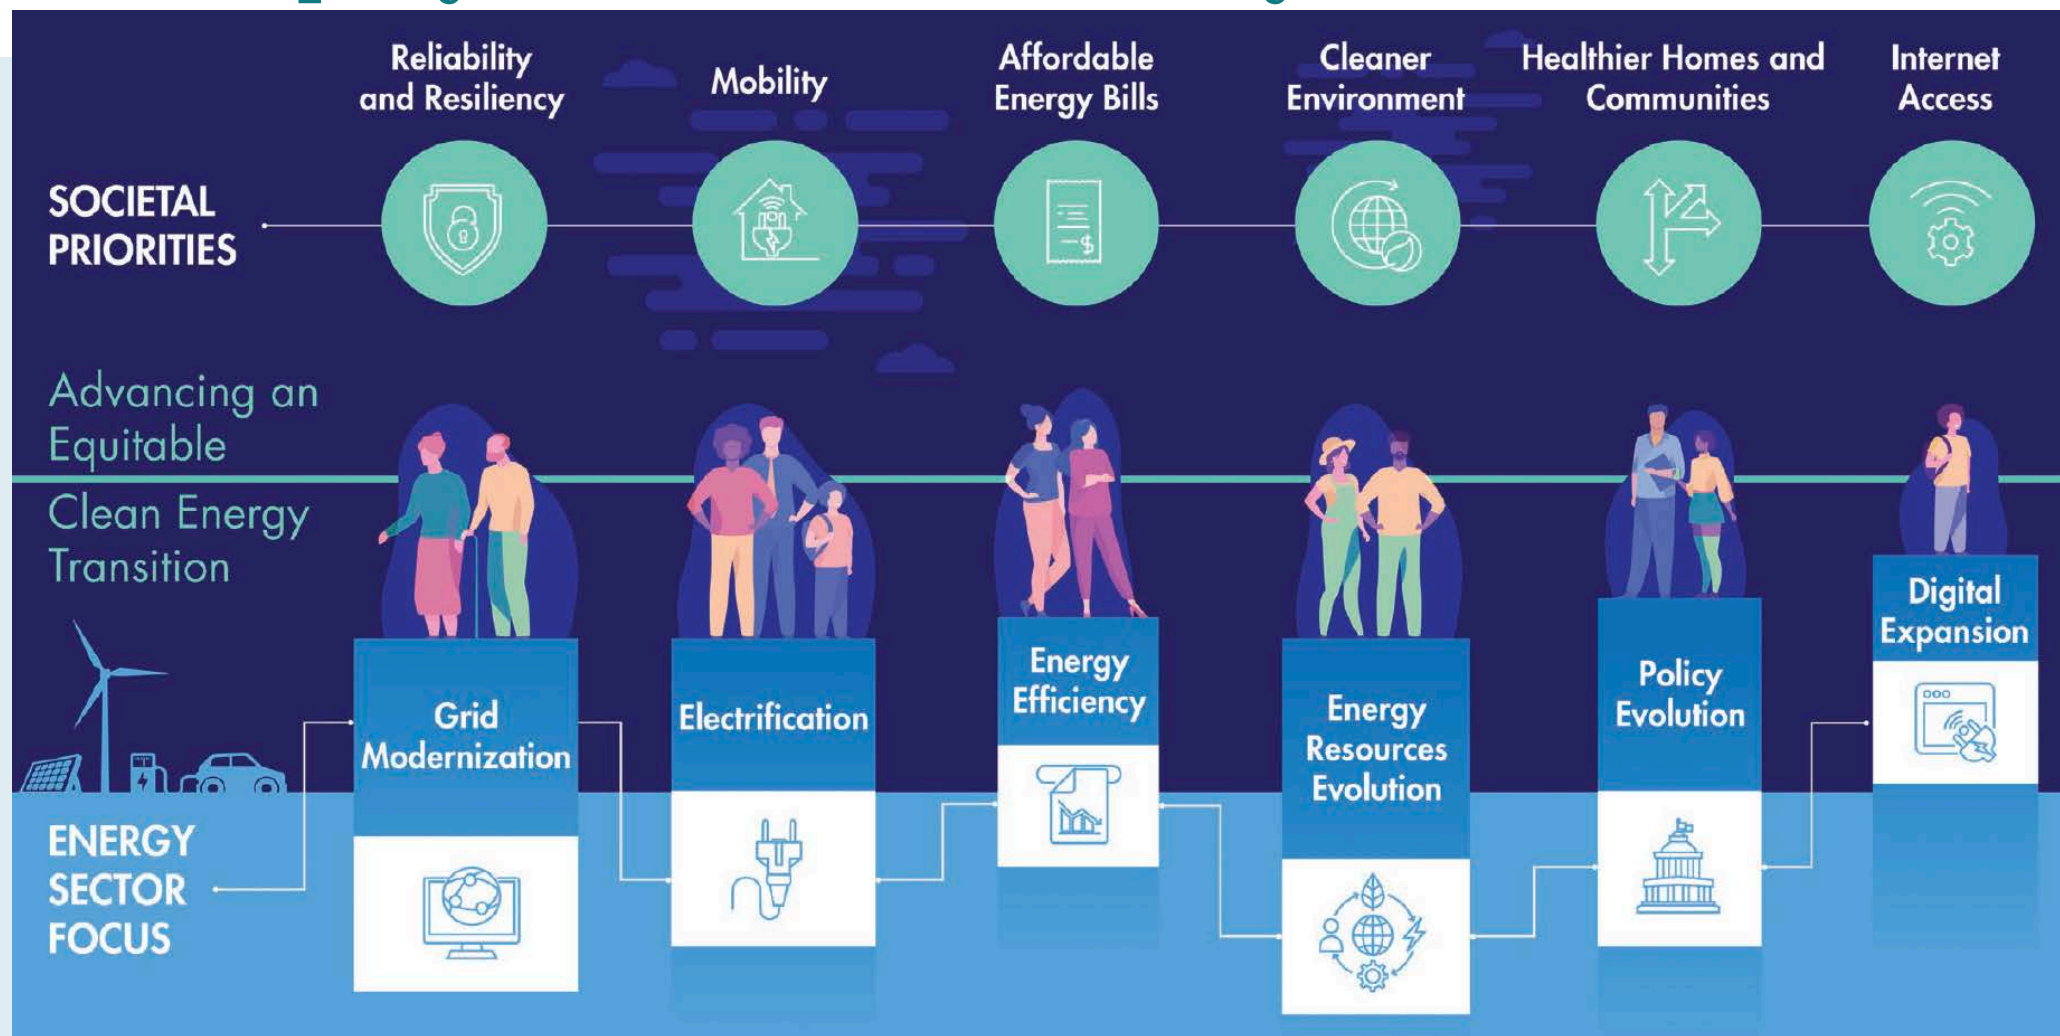 Reliability
and Resiliency
Mobility
Affordable
Energy Bills
Cleaner
Environment
Healthier Homes and
Communities
Internet
Access
SOCIETAL
PRIORITIES
Advancing an
Equitable
Clean Energy
Transition
Grid
Modernization
Electrification
Energy
Efficiency
Energy
Resources
Evolution
Policy
Evolution
Digital
Expansion
ENERGY
SECTOR
FOCUS